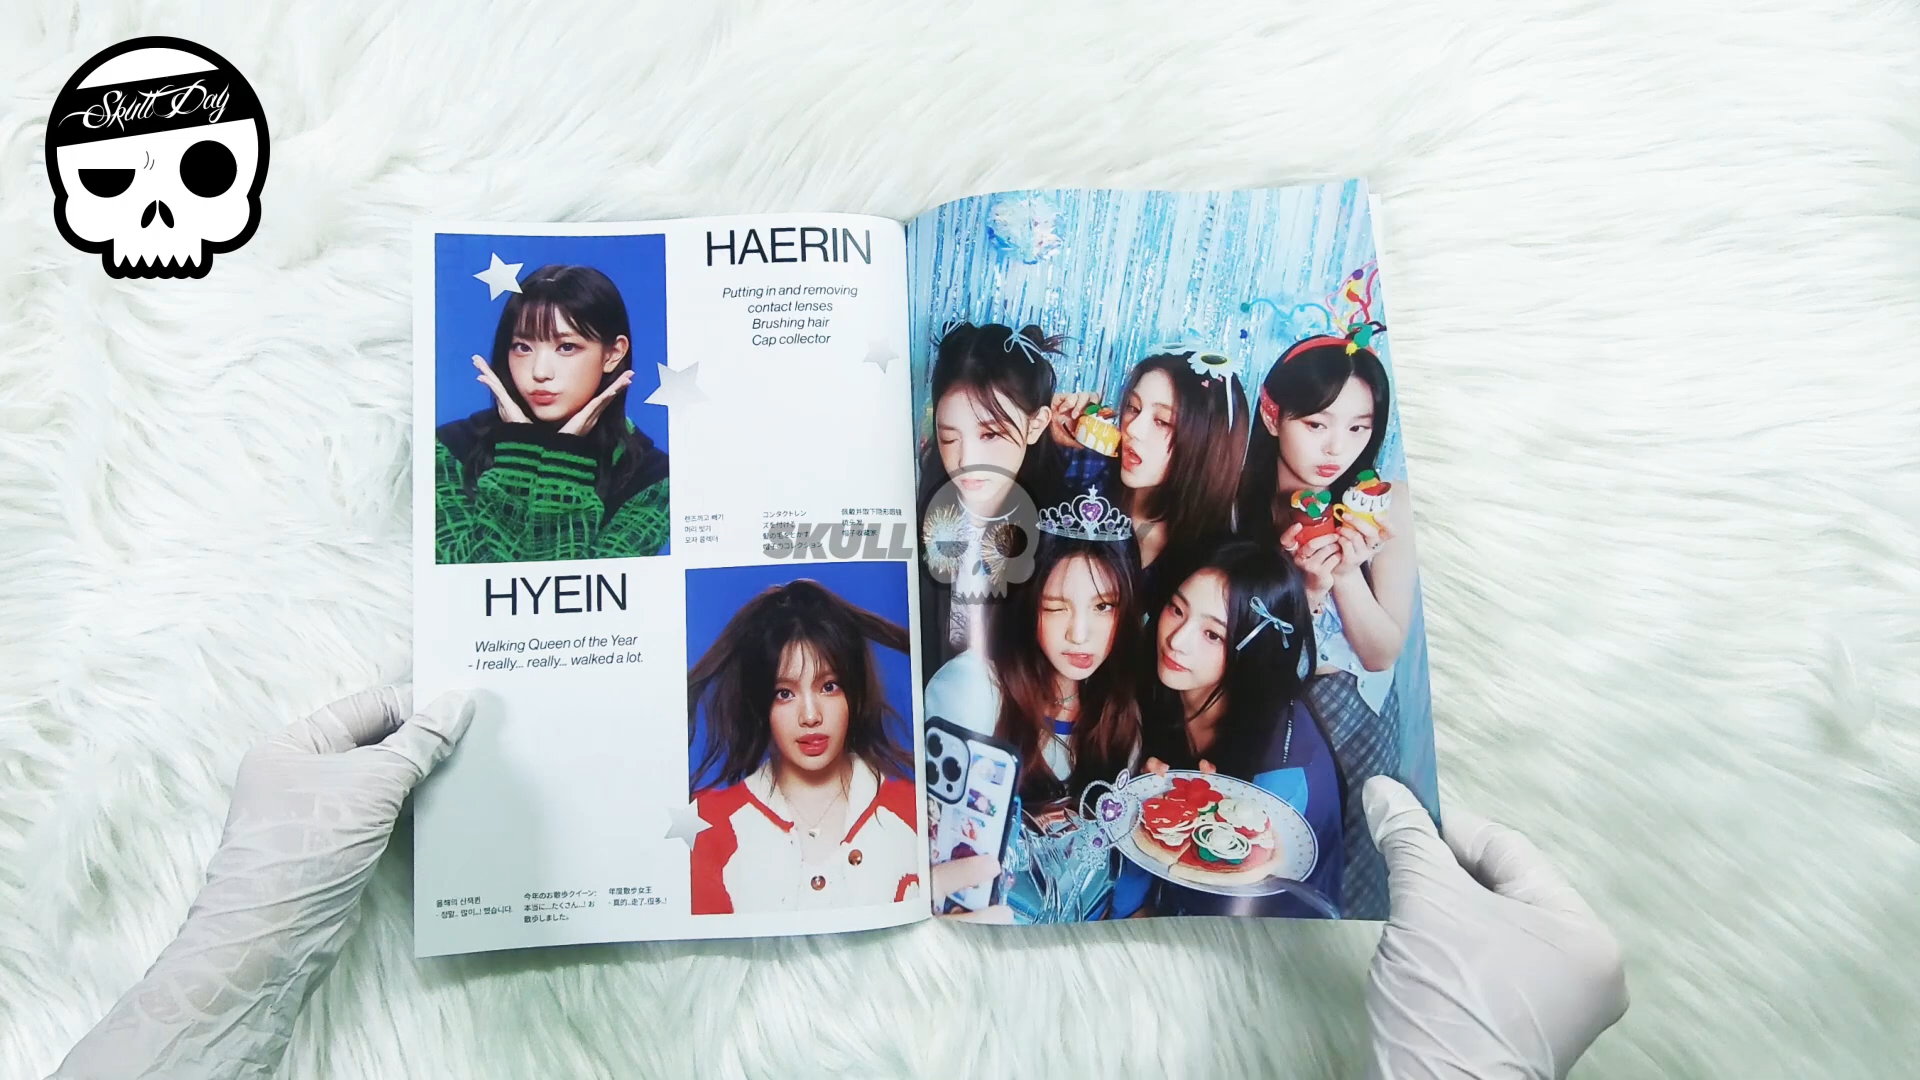 Skull Day
HAERIN
Putting in and removing
contact lenses
Brushing hair
Cap collector
렌즈끼고 빼기
머리 빗기
모자 콜렉터
コンタクトレン
ズを付ける
髪の毛をとかす
帽子のコレクション
佩戴并取下隐形眼镜
梳头发
帽子收藏家
SKULL
HYEIN
Walking Queen of the Year
- I really... really... walked a lot.
올해의 산책퀸
- 정말.. 많이..! 했습니다.
今年のお散歩クイーン:
本当に...たくさん...! お
散歩しました。
年度散步女王
- 真的..走了..很多..!